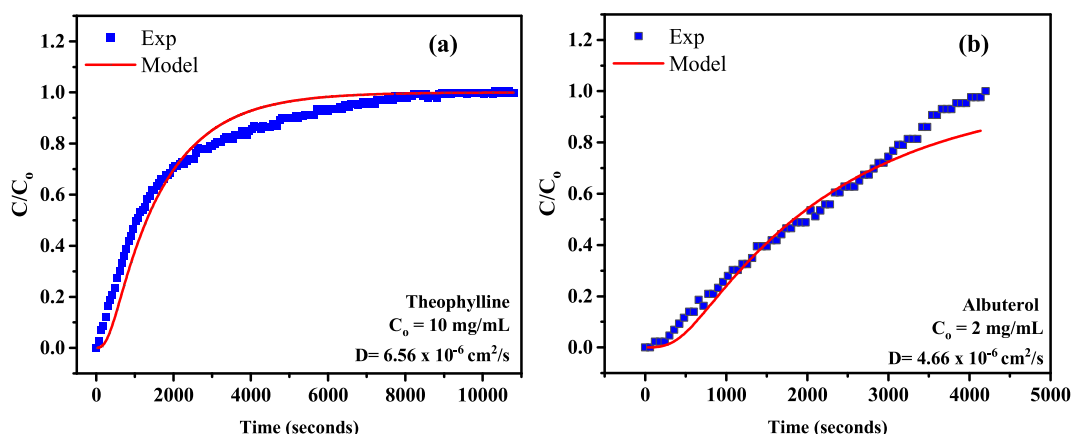 (a)
Exp
Model
1.2
1.0
0.8
0.6
0.4
0.2
0.0
C/C₀
Theophylline
Cₒ = 10 mg/mL
D= 6.56 x 10⁻⁶ cm²/s
0 2000 4000 6000 8000 10000
Time (seconds)
(b)
Exp
Model
1.2
1.0
0.8
0.6
0.4
0.2
0.0
C/Cₒ
Albuterol
Cₒ = 2 mg/mL
D= 4.66 x 10⁻⁶ cm²/s
0 1000 2000 3000 4000 5000
Time (seconds)